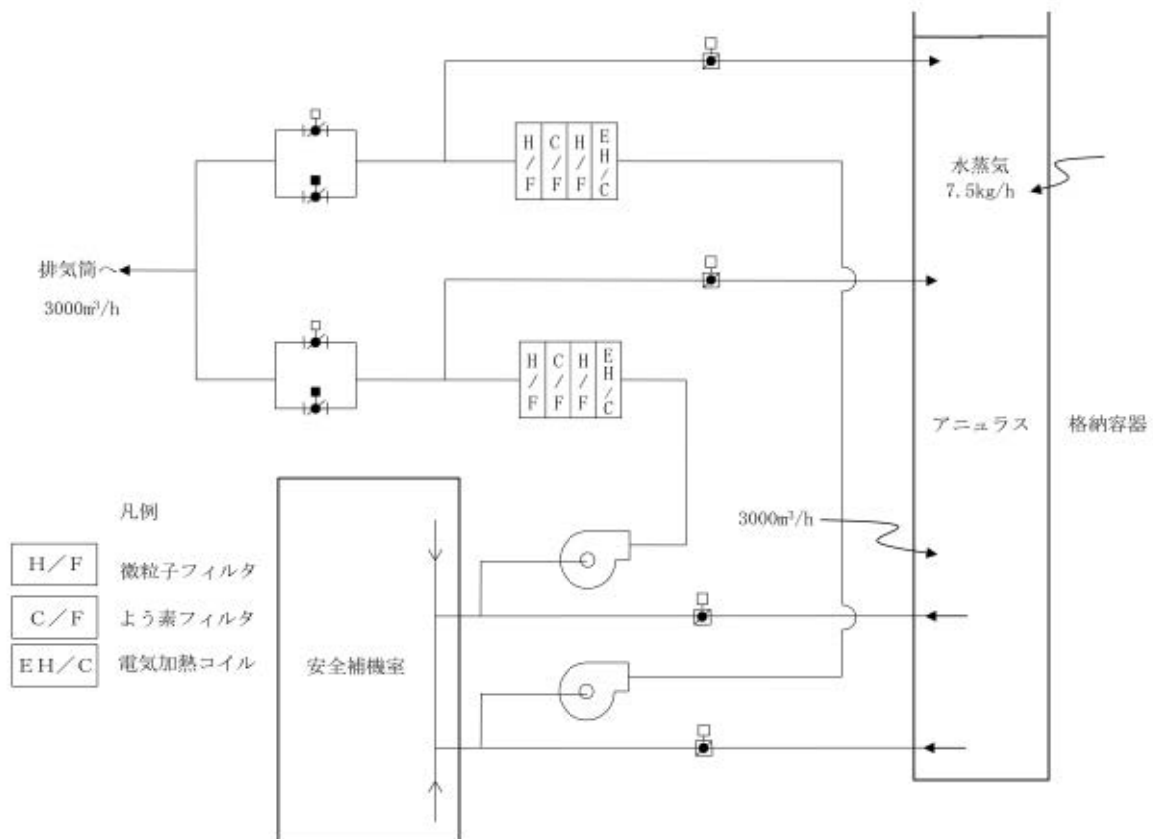 H/F
C/F
H/F
EH/C
水蒸気
7.5kg/h
排気筒へ
3000m³/h
H/F
C/F
H/F
EH/C
アニュラス
格納容器
3000m³/h
凡例
H/F
微粒子フィルタ
C/F
よう素フィルタ
EH/C
電気加熱コイル
安全補機室